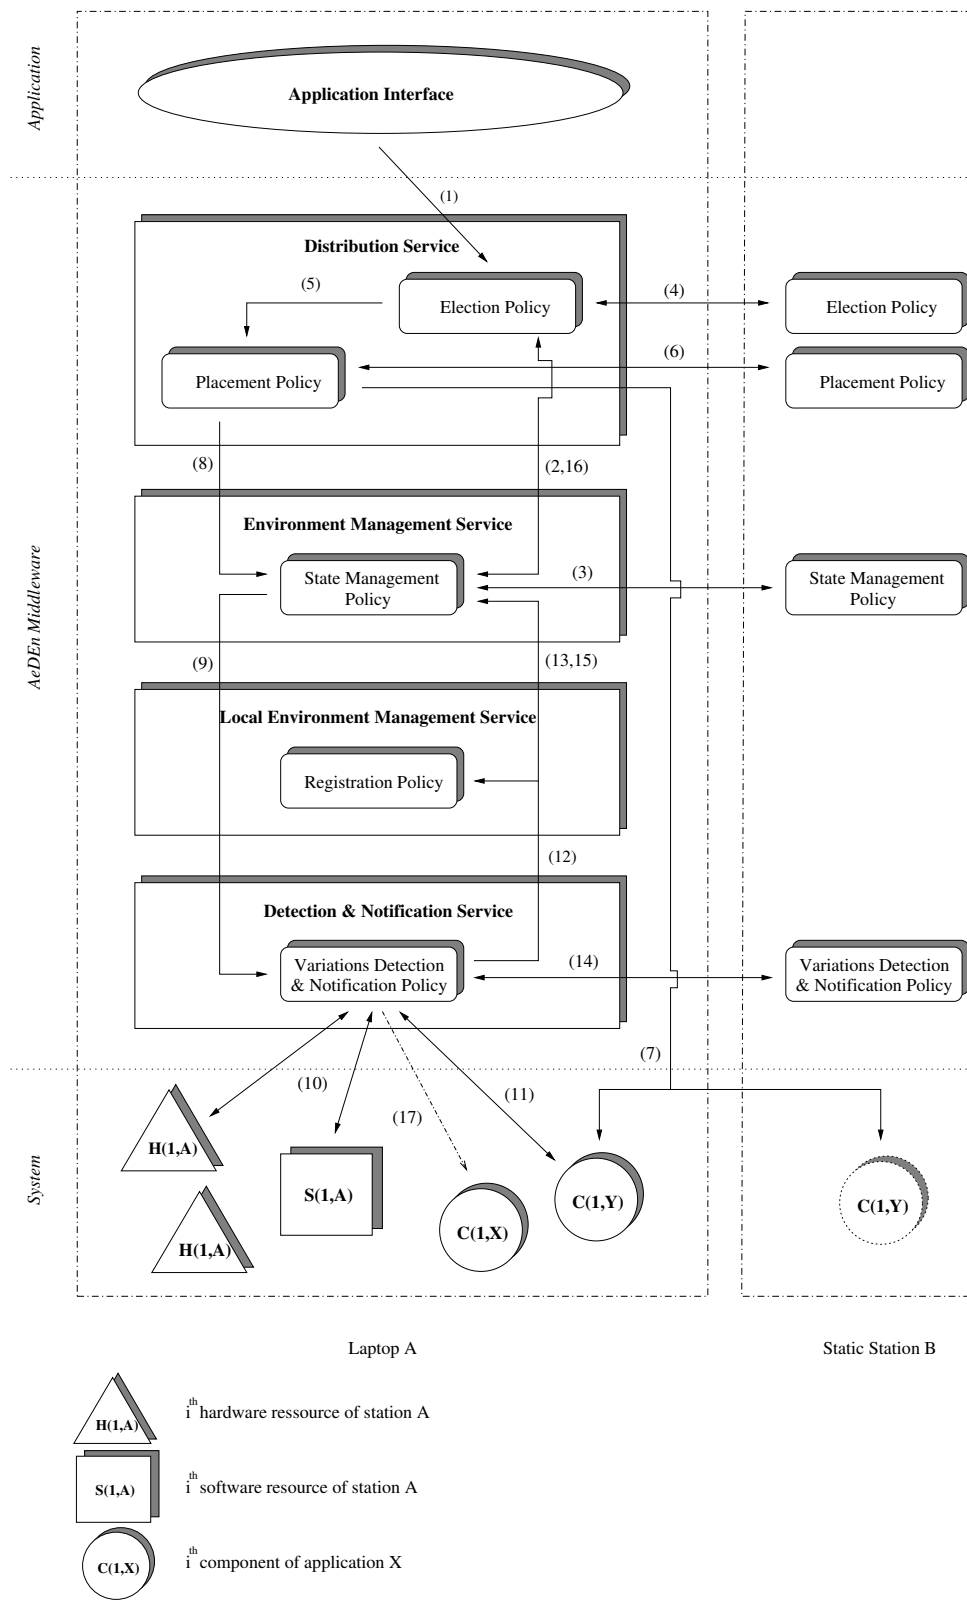 Application
Application Interface
(1)
Distribution Service
(5)
Election Policy
(4)
Election Policy
(6)
Placement Policy
Placement Policy
(8)
(2,16)
AeDEn Middleware
Environment Management Service
(3)
State Management
Policy
State Management
Policy
(9)
(13,15)
Local Environment Management Service
Registration Policy
(12)
Detection & Notification Service
Variations Detection
& Notification Policy
(14)
Variations Detection
& Notification Policy
(7)
(10)
(11)
(17)
System
H(1,A)
S(1,A)
C(1,Y)
C(1,Y)
C(1,X)
H(1,A)
Laptop A
Static Station B
H(1,A)
i th hardware ressource of station A
S(1,A)
i th software resource of station A
C(1,X)
i th component of application X